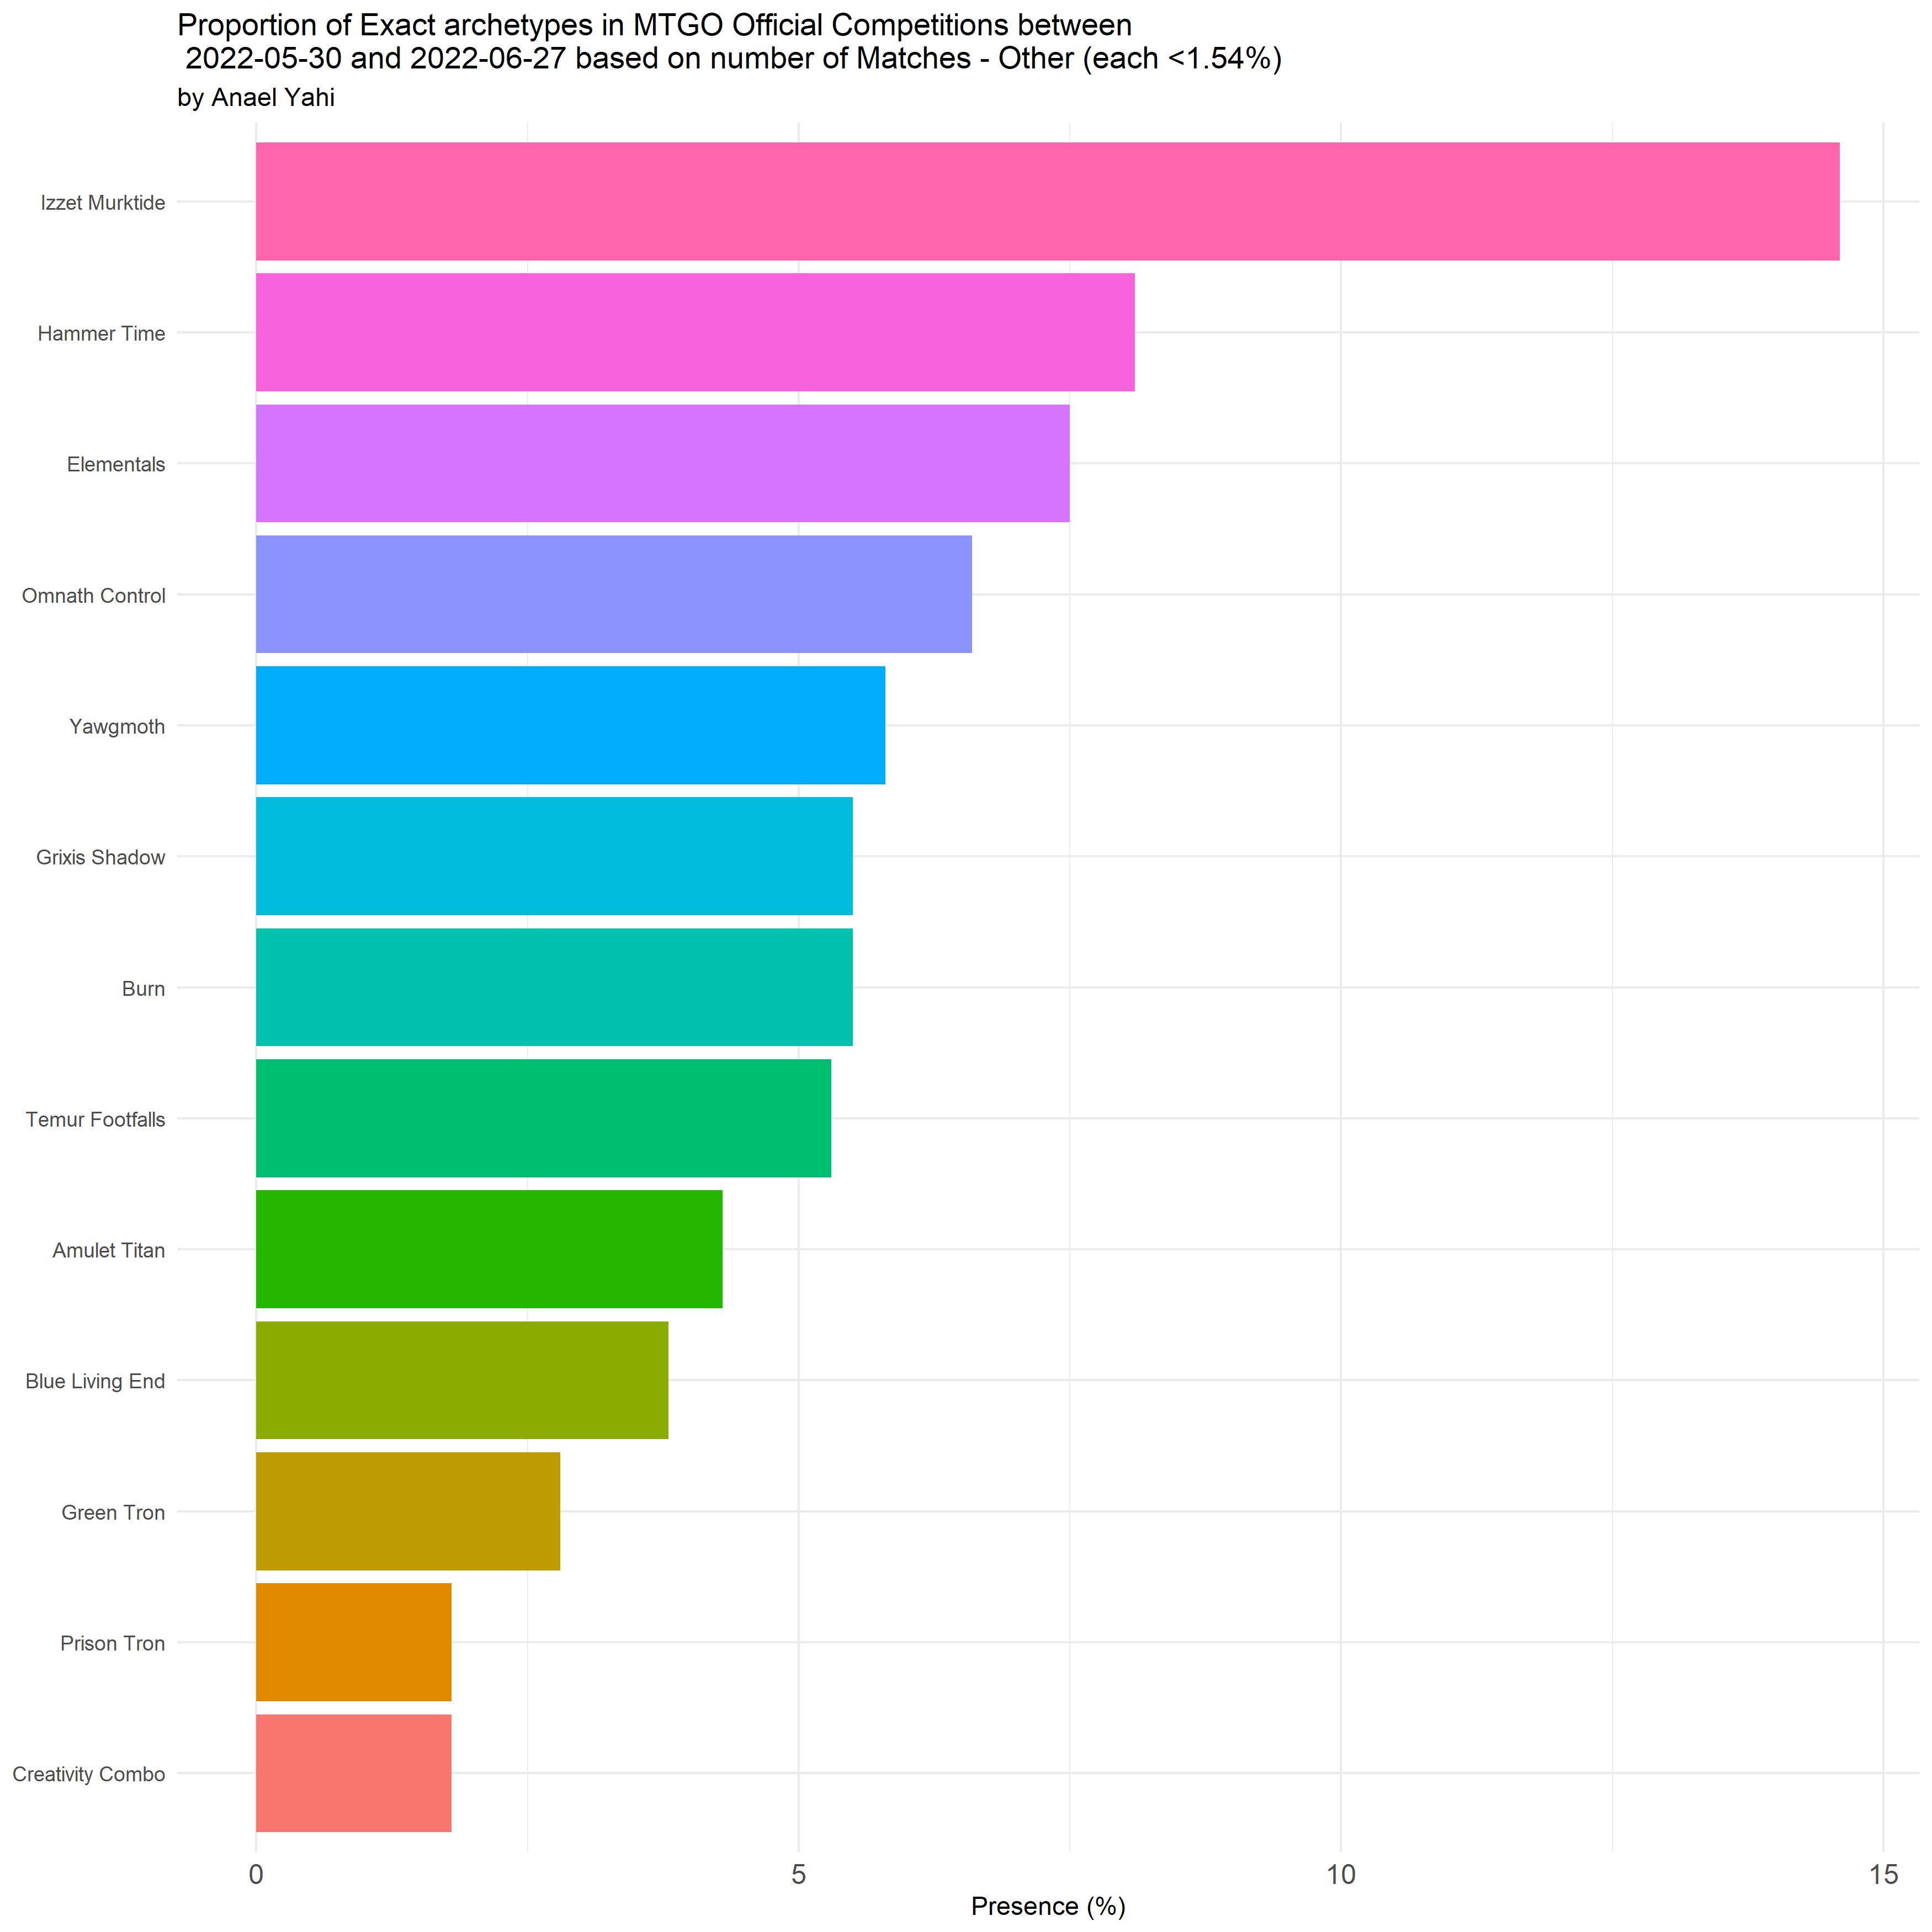 Proportion of Exact archetypes in MTGO Official Competitions between
2022-05-30 and 2022-06-27 based on number of Matches - Other (each <1.54%)
by Anael Yahi
Izzet Murktide
Hammer Time
Elementals
Omnath Control
Yawgmoth
Grixis Shadow
Burn
Temur Footfalls
Amulet Titan
Blue Living End
Green Tron
Prison Tron
Creativity Combo
0 5 10 15
Presence (%)